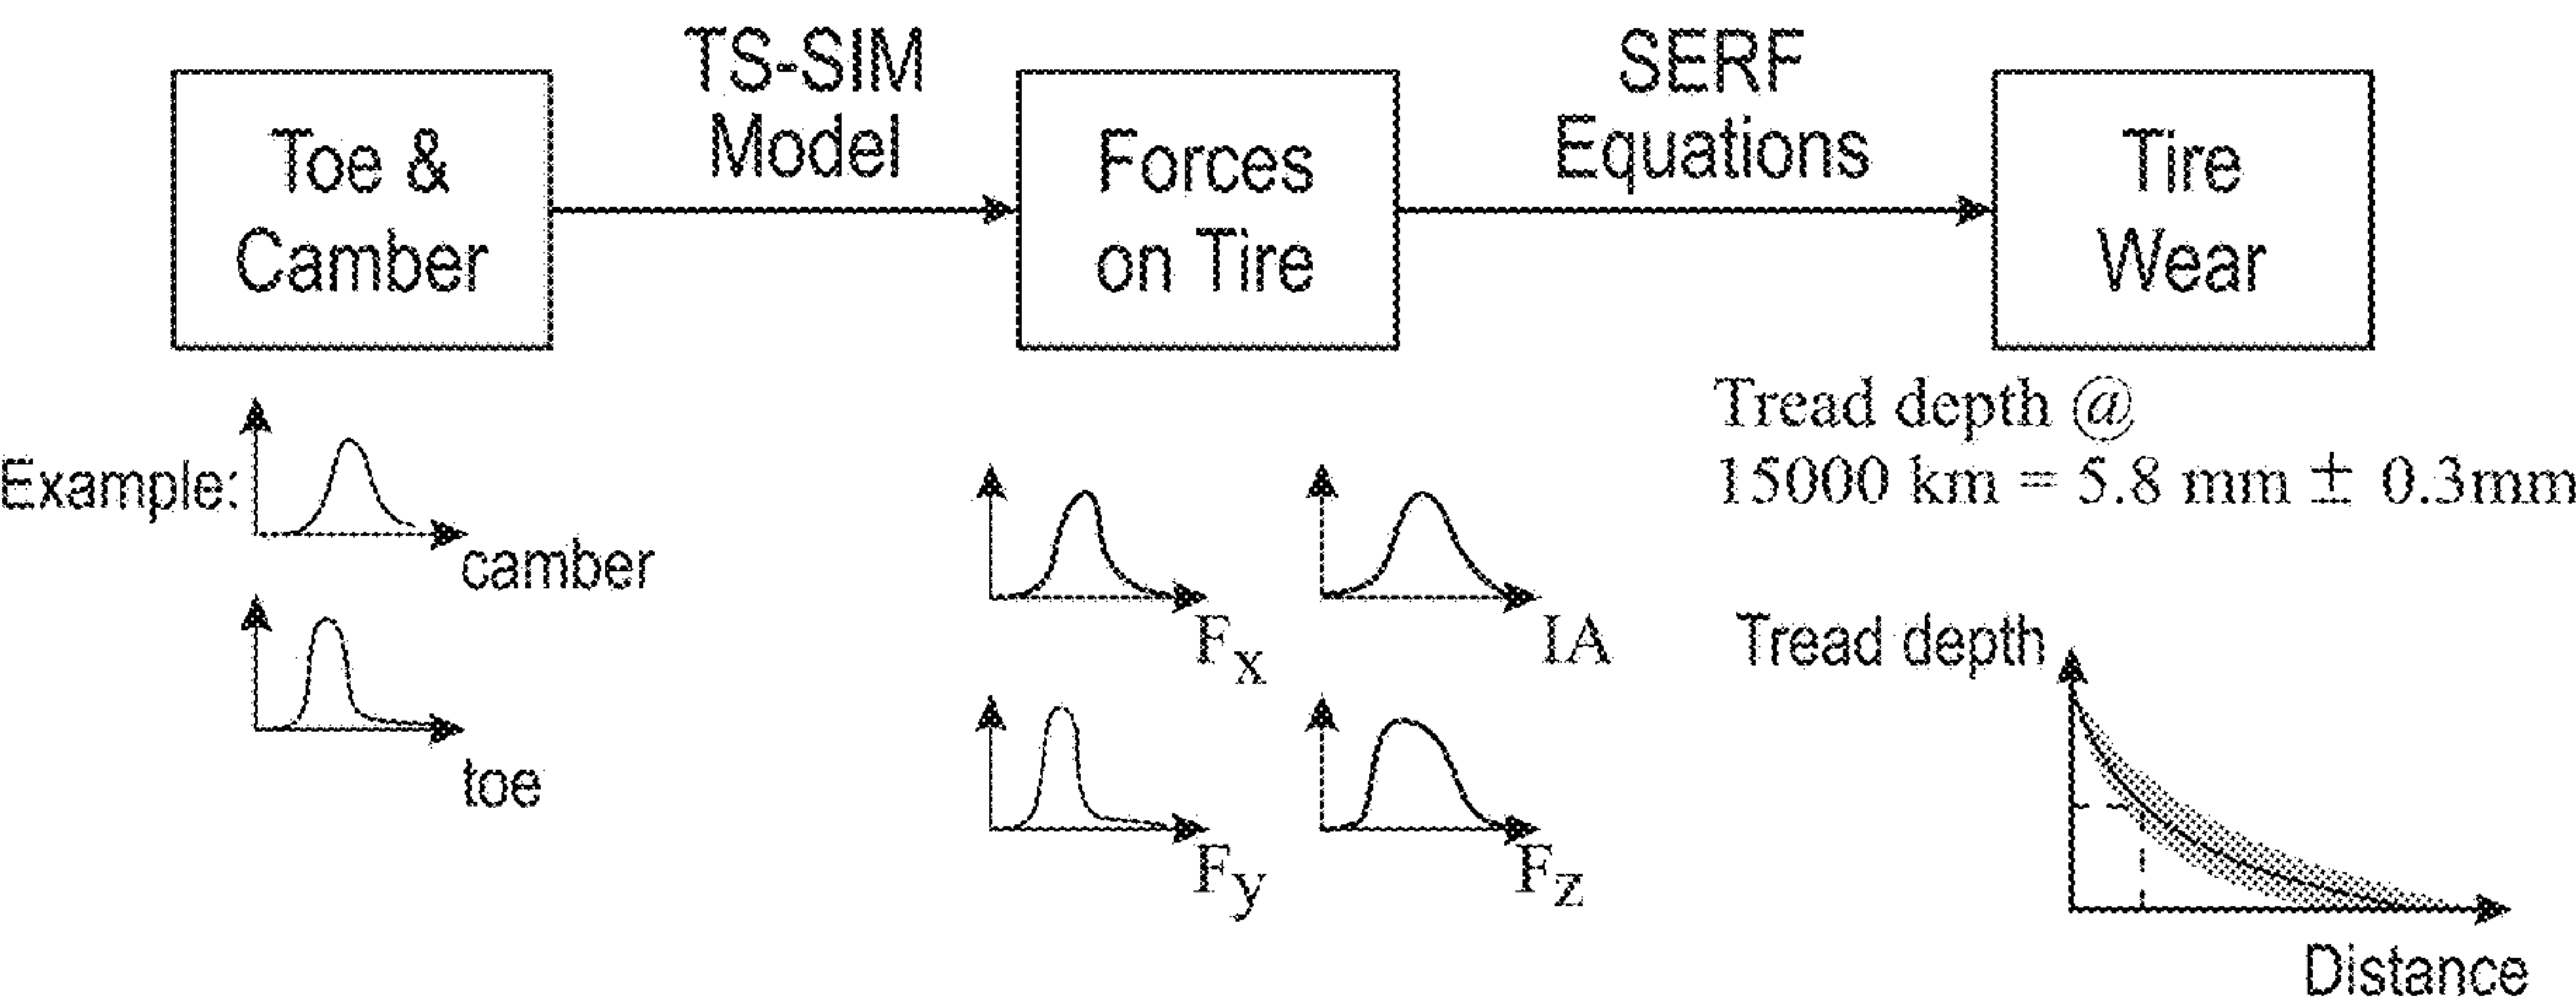 Toe &
Camber
TS-SIM
Model
Forces
on Tire
SERF
Equations
Tire
Wear
Example:
camber
toe
Fx
IA
Fy
Fz
Tread depth @
15000 km = 5.8 mm ± 0.3mm
Tread depth
Distance